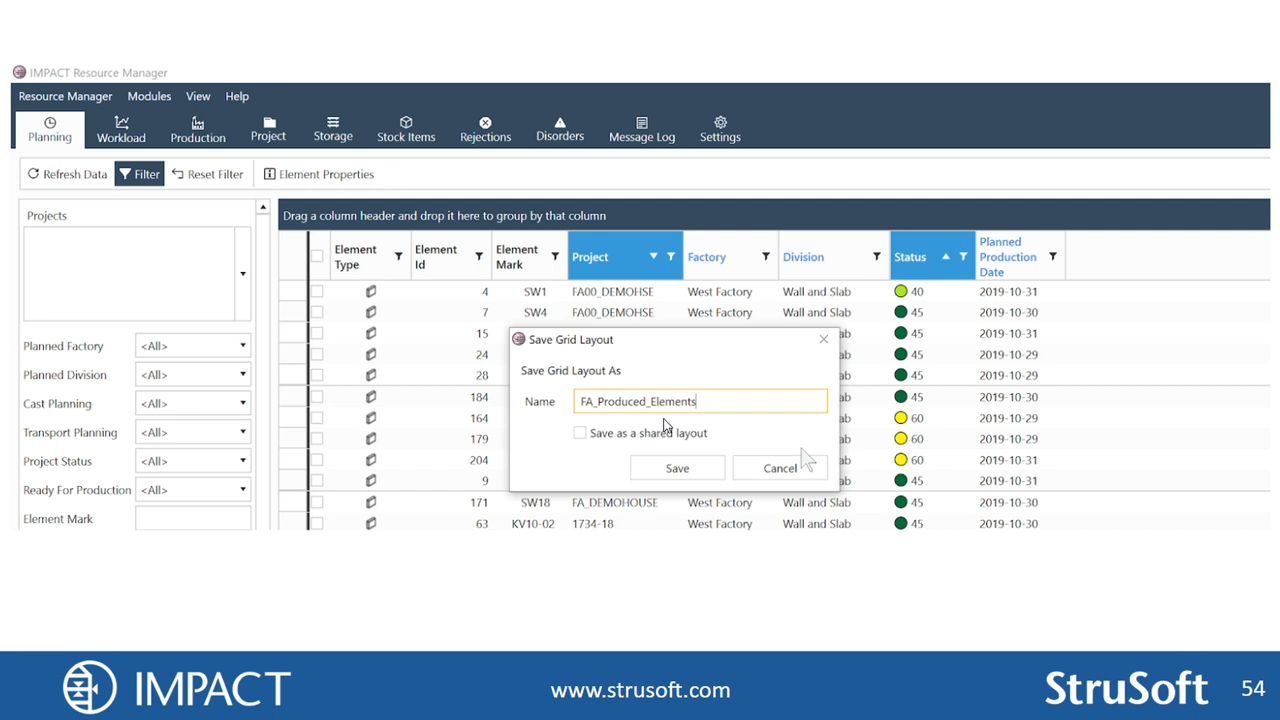 IMPACT Resource Manager
Resource Manager Modules View Help
Planning Workload Production Project Storage Stock Items Rejections Disorders Message Log Settings
Refresh Data Filter Reset Filter Element Properties
Projects
Drag a column header and drop it here to group by that column
Element Type Element Id Element Mark Project Factory Division Status Planned Production Date
4 SW1 FA00_DEMOHSE West Factory Wall and Slab 40 2019-10-31
7 SW4 FA00_DEMOHSE West Factory Wall and Slab 45 2019-10-30
15 ab 45 2019-10-31
24 ab 45 2019-10-29
28 ab 45 2019-10-29
184 ab 45 2019-10-30
164 ab 60 2019-10-29
179 ab 60 2019-10-29
204 ab 60 2019-10-31
9 ab 45 2019-10-31
171 SW18 FA_DEMOHOUSE West Factory Wall and Slab 45 2019-10-30
63 KV10-02 1734-18 West Factory Wall and Slab 45 2019-10-30
Planned Factory <All>
Planned Division <All>
Cast Planning <All>
Transport Planning <All>
Project Status <All>
Ready For Production <All>
Element Mark
Save Grid Layout
Save Grid Layout As
Name FA_Produced_Elements
Save as a shared layout
Save Cancel
IMPACT
www.strusoft.com
StruSoft
54